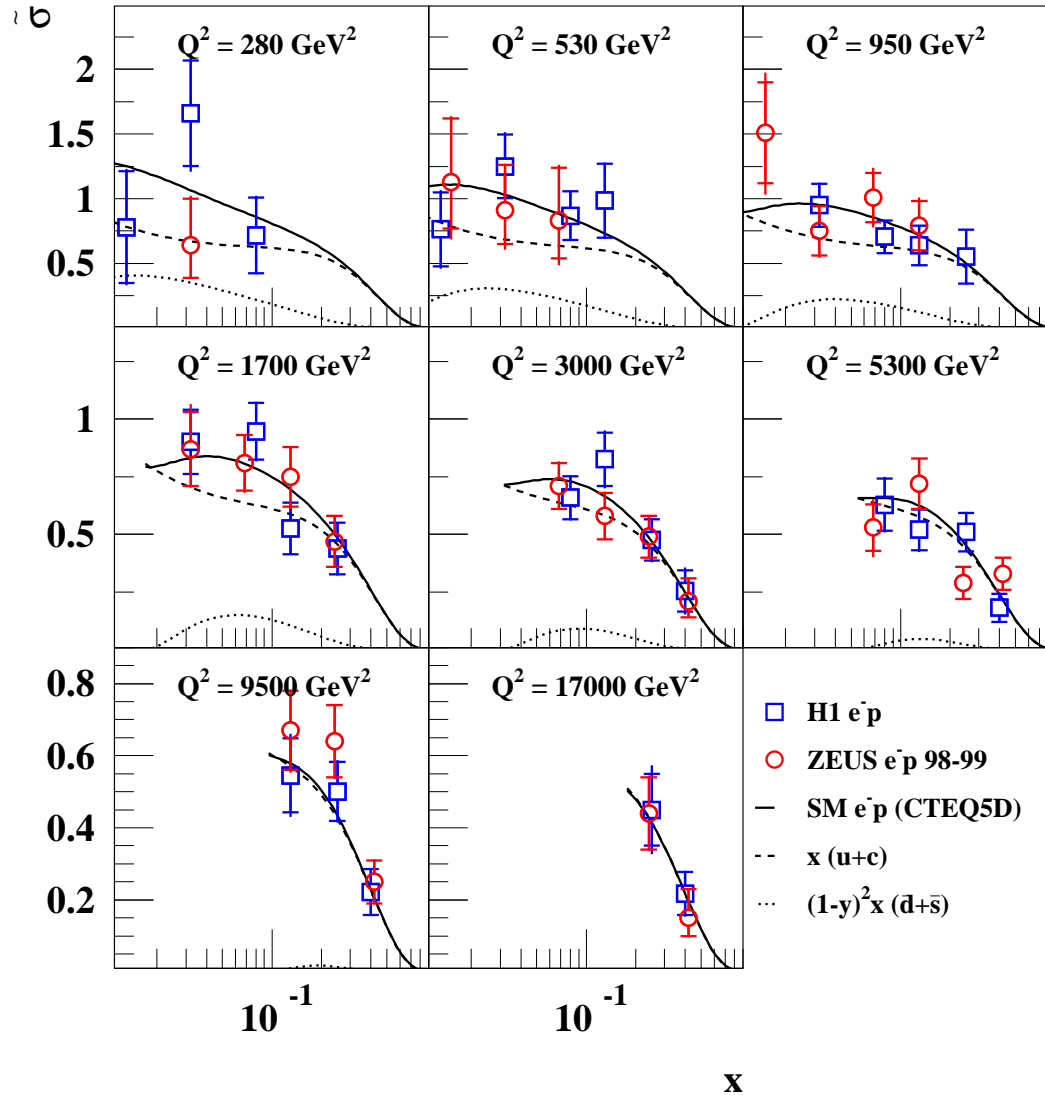 σ̃
Q² = 280 GeV²
Q² = 530 GeV²
Q² = 950 GeV²
2
1.5
1
0.5
Q² = 1700 GeV²
Q² = 3000 GeV²
Q² = 5300 GeV²
1
0.5
Q² = 9500 GeV²
Q² = 17000 GeV²
0.8
0.6
0.4
0.2
H1 e⁻p
ZEUS e⁻p 98-99
SM e⁻p (CTEQ5D)
x (u+c)
(1-y)²x (d̄+s̄)
10⁻¹
10⁻¹
x